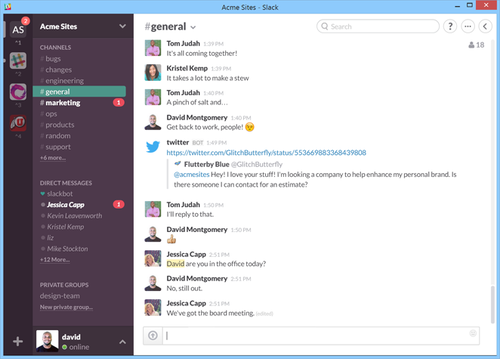 Acme Sites - Slack
AS
2
^1
^2
^3
^4
Acme Sites
CHANNELS
# bugs
# changes
# engineering
# general
# marketing 1
# ops
# products
# random
# support
+6 more...
DIRECT MESSAGES
slackbot
Jessica Capp 1
Kevin Leavenworth
Kristel Kemp
liz
Mike Stockton
+12 More...
PRIVATE GROUPS
design-team
New private group...
david
online
#general
Search
?
18
Tom Judah 1:39 PM
It's all coming together!
Kristel Kemp 1:39 PM
It takes a lot to make a stew
Tom Judah 1:40 PM
A pinch of salt and...
David Montgomery 1:40 PM
Get back to work, people!
twitter BOT 1:49 PM
https://twitter.com/GlitchButterfly/status/553669883368439808
Flutterby Blue @GlitchButterfly
@acmesites Hey! I love your stuff! I'm looking a company to help enhance my personal brand. Is
there someone I can contact for an estimate?
Tom Judah 1:50 PM
I'll reply to that.
David Montgomery 1:50 PM
Jessica Capp 2:51 PM
David are you in the office today?
David Montgomery 2:51 PM
No, still out.
Jessica Capp 2:51 PM
We've got the board meeting. (edited)